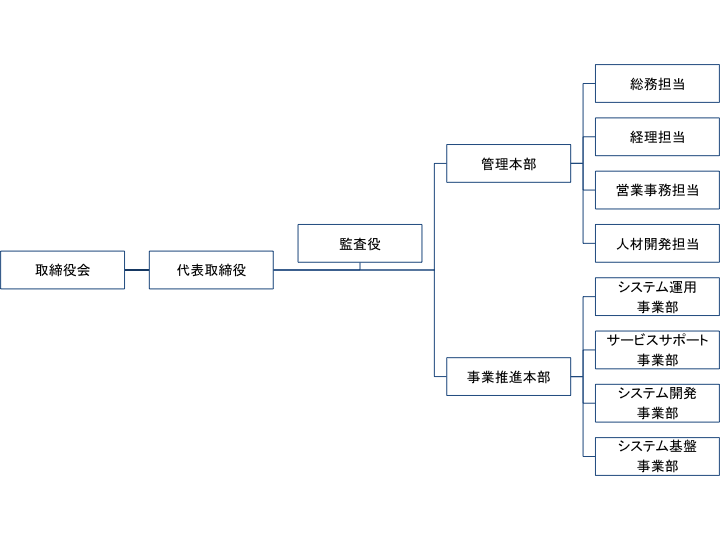 取締役会
代表取締役
監査役
管理本部
総務担当
経理担当
営業事務担当
人材開発担当
事業推進本部
システム運用
事業部
サービスサポート
事業部
システム開発
事業部
システム基盤
事業部